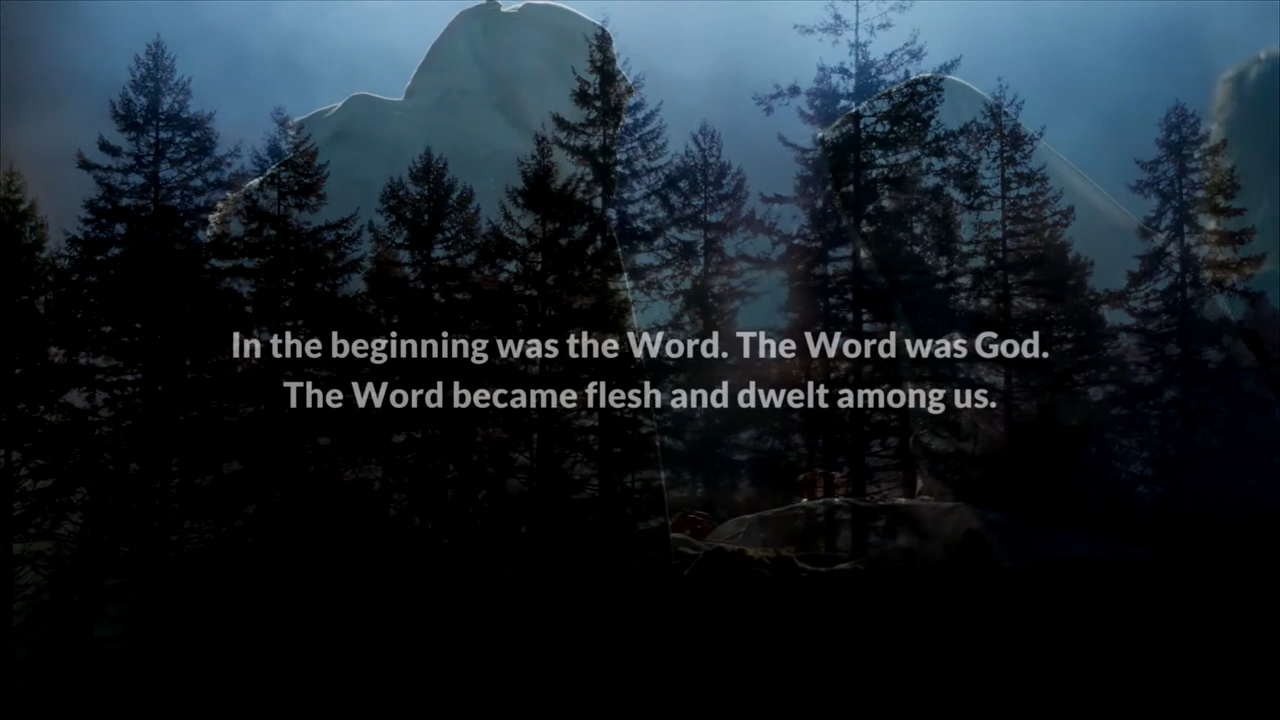 In the beginning was the Word. The Word was God.
The Word became flesh and dwelt among us.